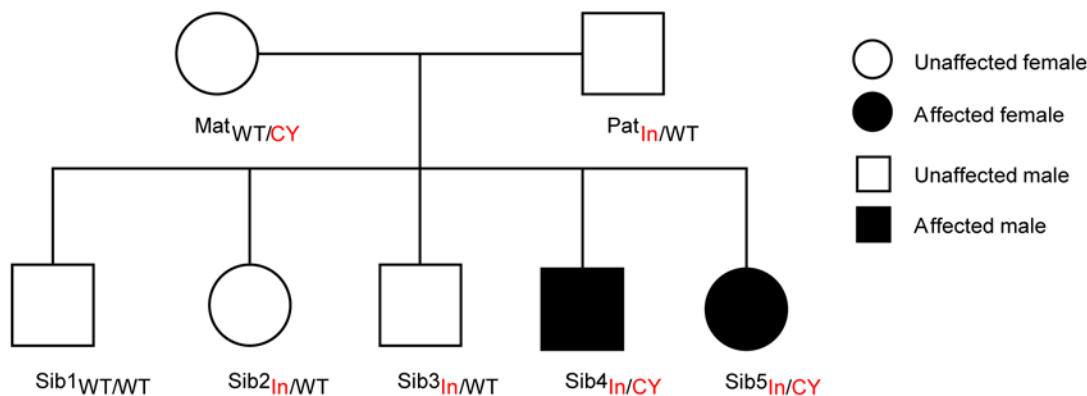 Unaffected female
Affected female
Unaffected male
Affected male
MatWT/CY
PatIn/WT
Sib1WT/WT
Sib2In/WT
Sib3In/WT
Sib4In/CY
Sib5In/CY